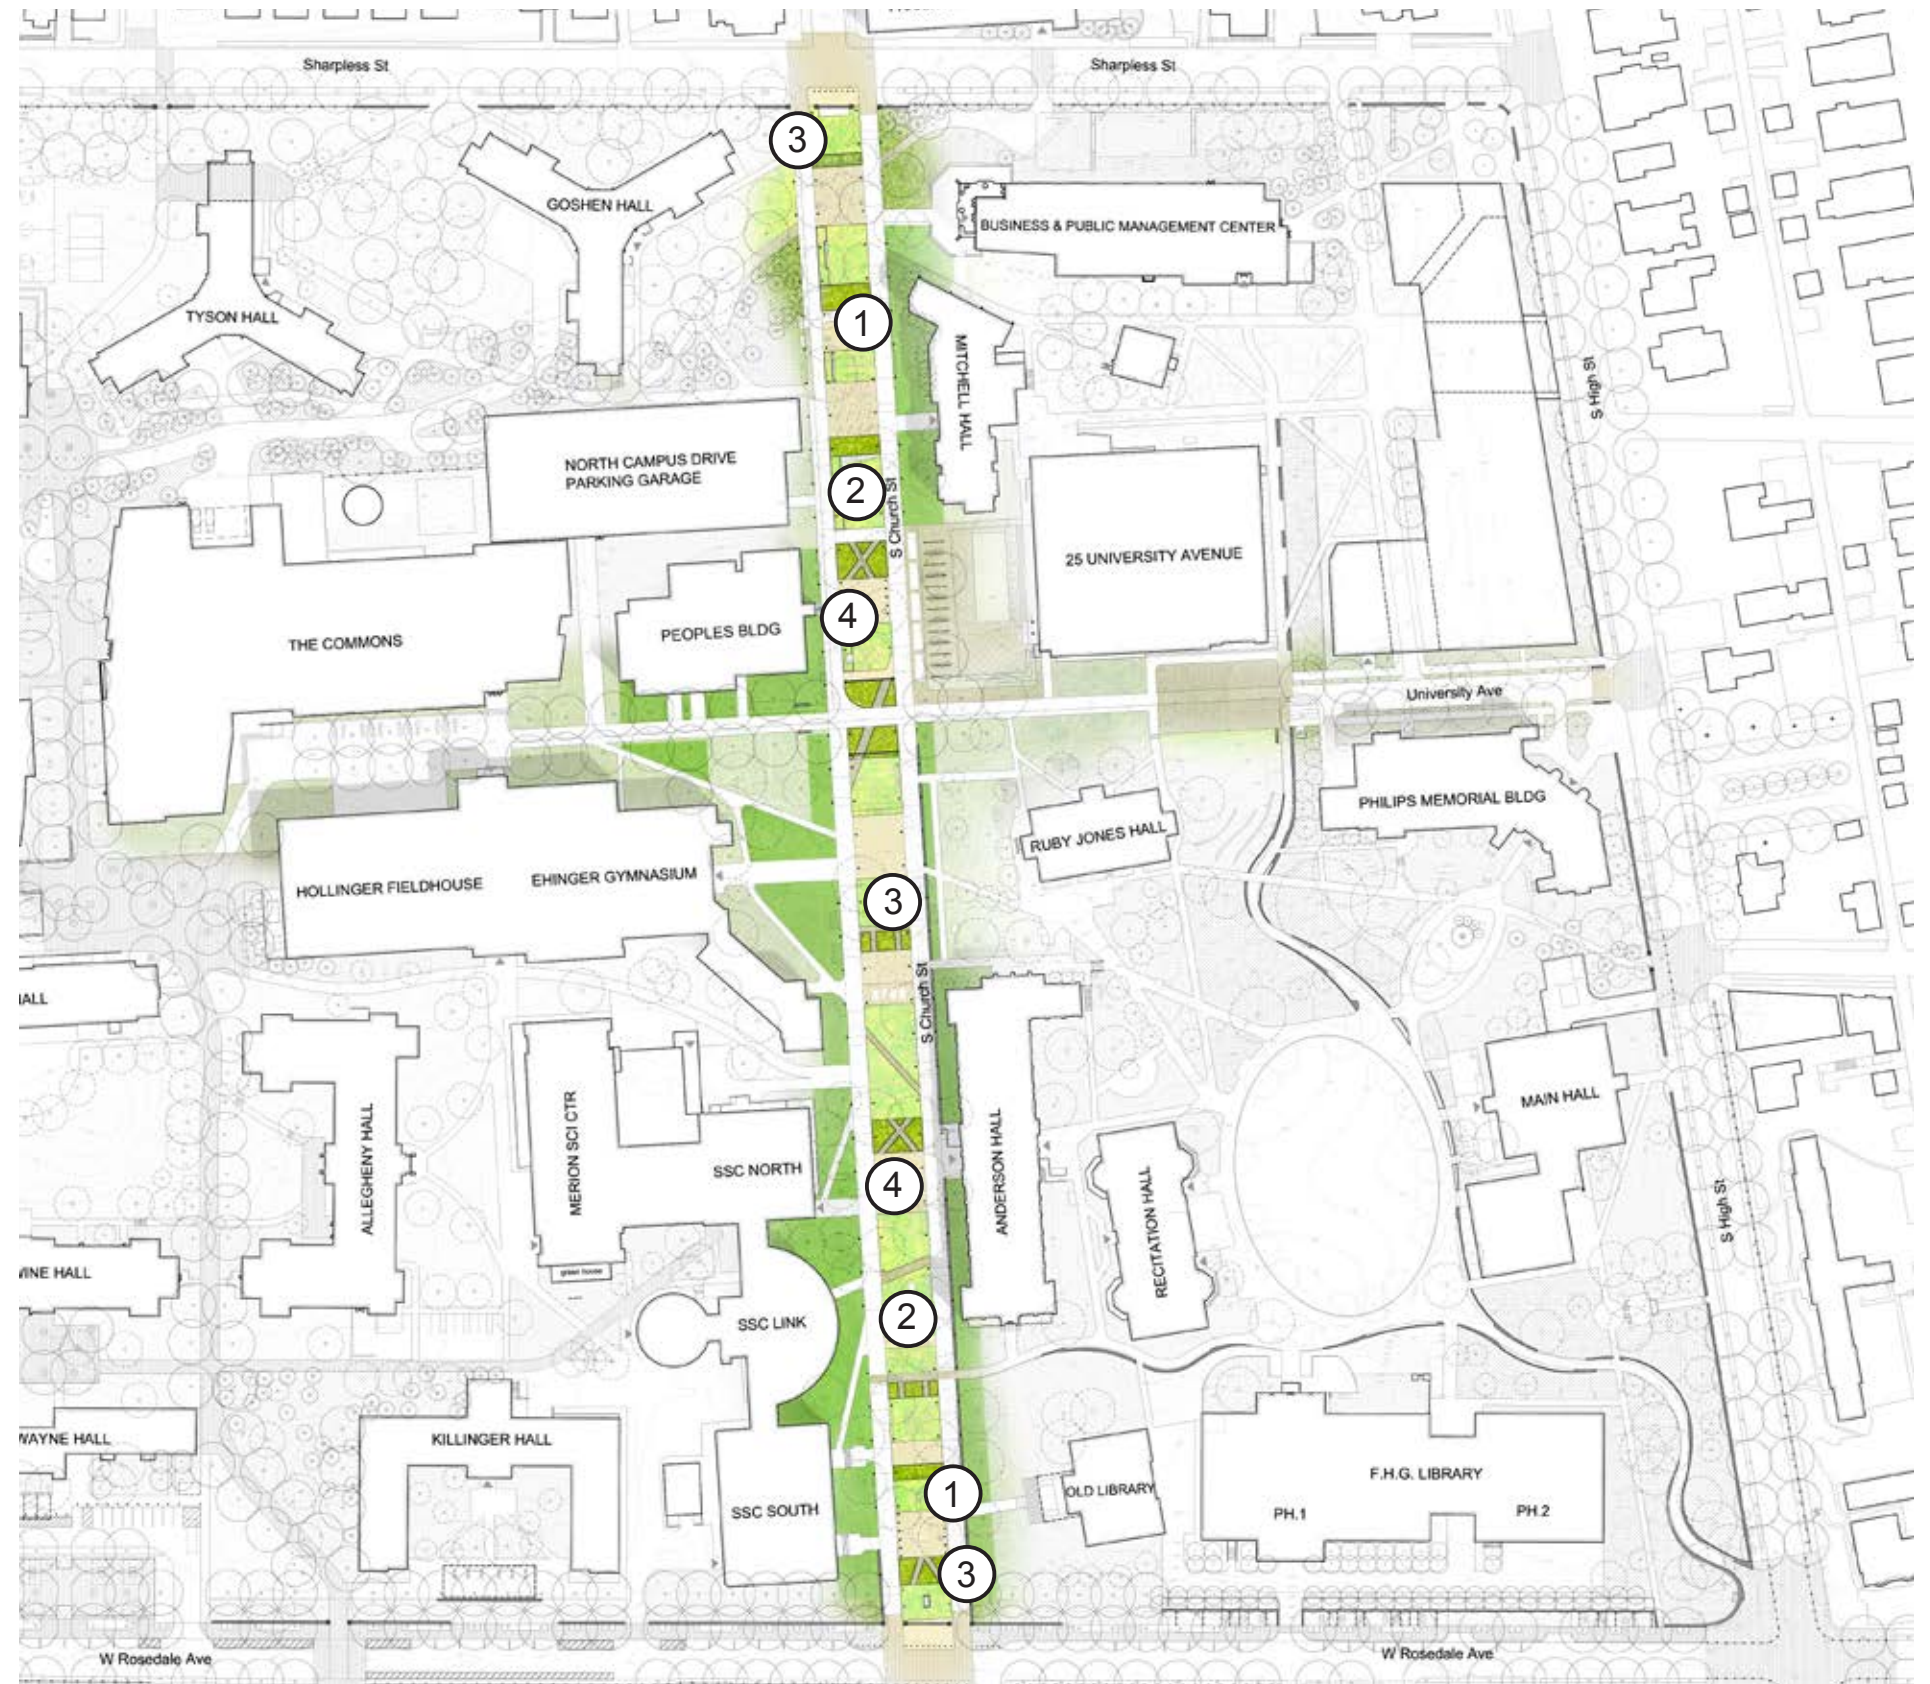 Sharpless St
Sharpless St
3
GOSHEN HALL
BUSINESS & PUBLIC MANAGEMENT CENTER
TYSON HALL
1
MITCHELL HALL
S High St
NORTH CAMPUS DRIVE
PARKING GARAGE
2
S Church St
25 UNIVERSITY AVENUE
4
PEOPLES BLDG
THE COMMONS
University Ave
PHILIPS MEMORIAL BLDG
RUBY JONES HALL
HOLLINGER FIELDHOUSE
EHINGER GYMNASIUM
3
S Church St
MAIN HALL
ALLEGHENY HALL
MERION SCI CTR
SSC NORTH
ANDERSON HALL
RECITATION HALL
4
S High St
green house
SSC LINK
2
KILLINGER HALL
WAYNE HALL
F.H.G. LIBRARY
OLD LIBRARY
1
SSC SOUTH
PH.1
PH.2
3
W Rosedale Ave
W Rosedale Ave